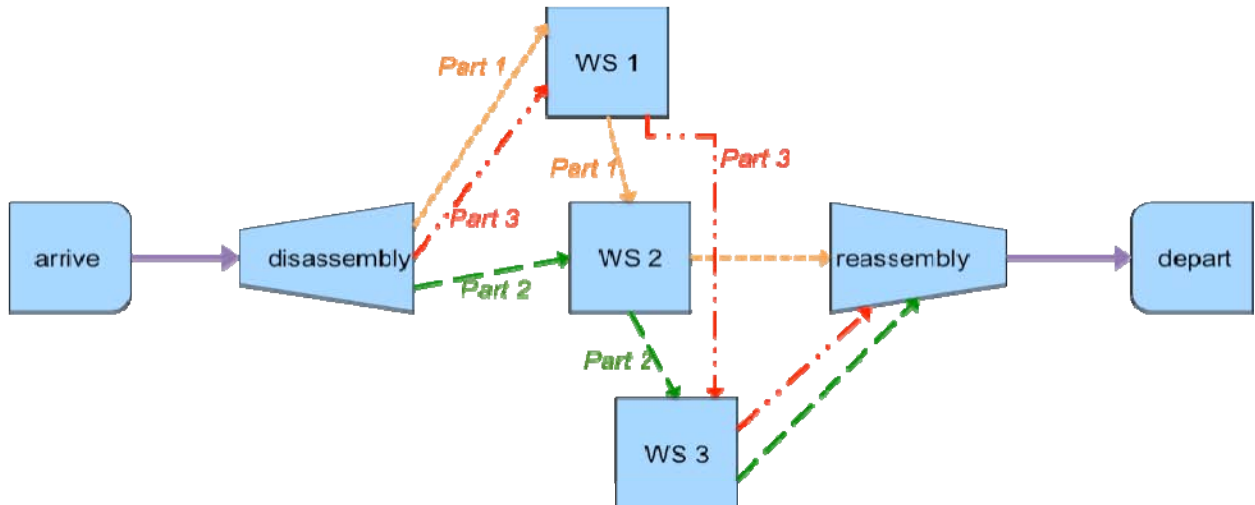 WS 1
Part 1
Part 1
Part 3
Part 3
arrive
disassembly
WS 2
reassembly
depart
Part 2
Part 2
WS 3